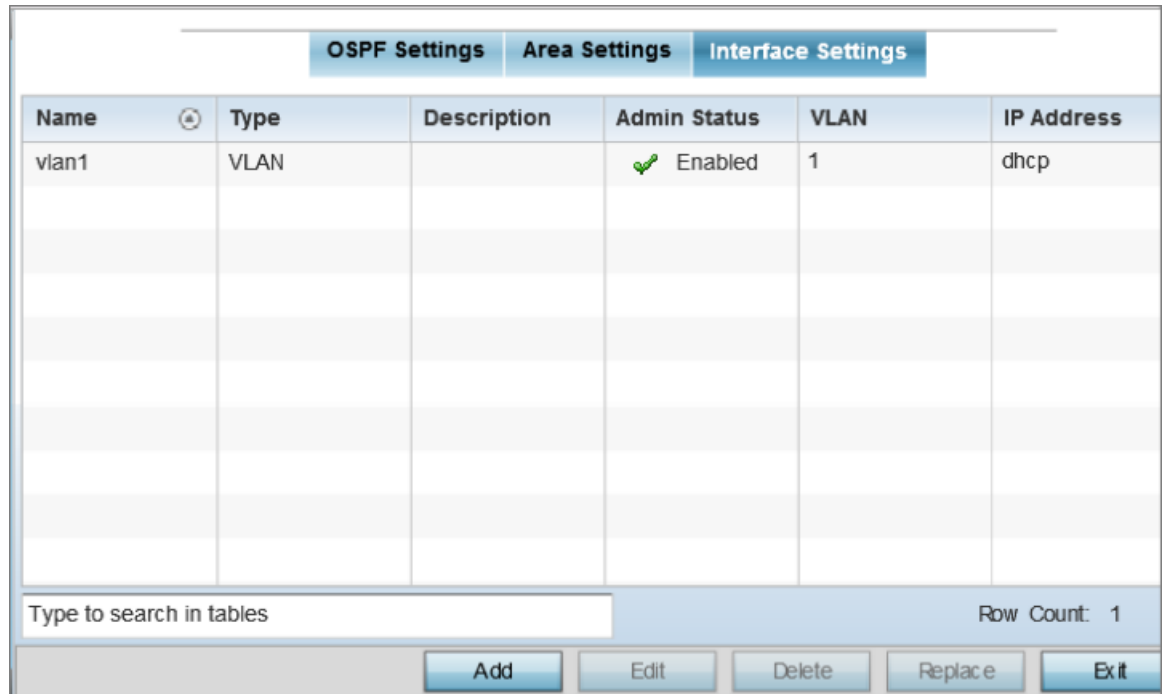 OSPF Settings Area Settings Interface Settings
Name Type Description Admin Status VLAN IP Address
vlan1 VLAN Enabled 1 dhcp
Type to search in tables Row Count: 1
Add Edit Delete Replace Exit